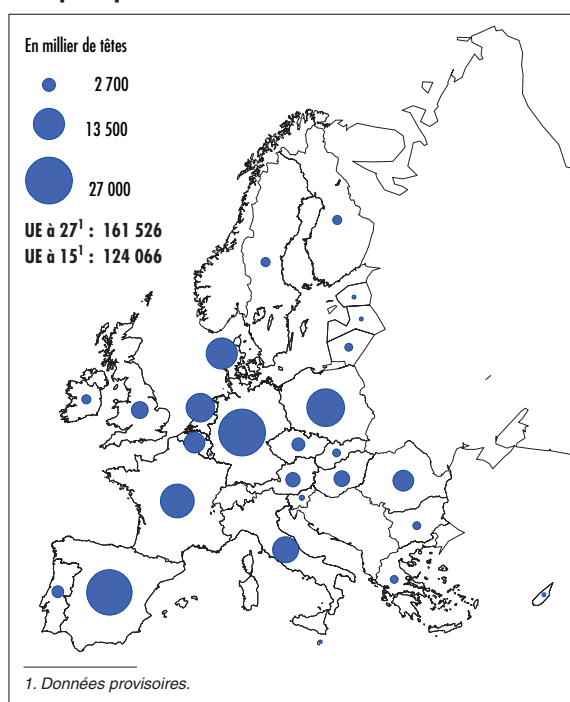 En millier de têtes
2 700
13 500
27 000
UE à 27¹ : 161 526
UE à 15¹ : 124 066
1. Données provisoires.